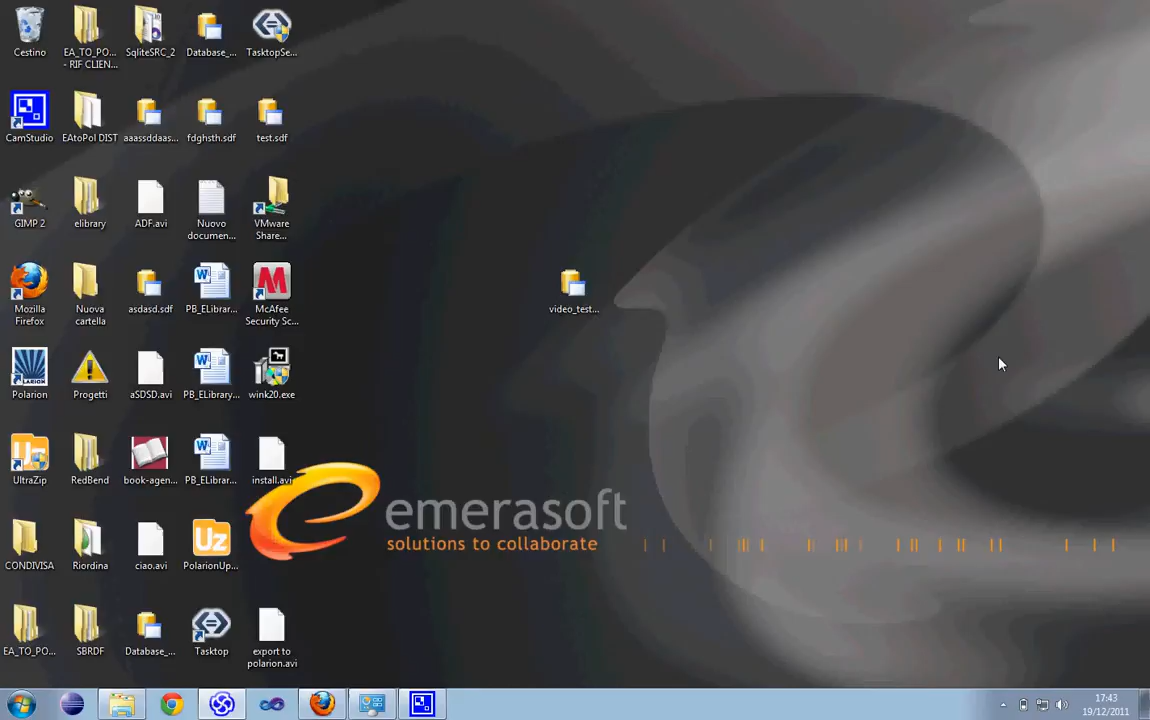 Cestino
EA_TO_PO...
- RIF CLIEN...
SqliteSRC_2
Database_...
TasktopSe...
CamStudio
EAtoPol DIST
aaassddaas...
fdghsth.sdf
test.sdf
GIMP 2
elibrary
ADF.avi
Nuovo
documen...
VMware
Share...
Mozilla
Firefox
Nuova
cartella
asdasd.sdf
PB_ELibrar...
McAfee
Security Sc...
video_test...
Polarion
Progetti
aSDSD.avi
PB_ELibrary...
wink20.exe
UltraZip
RedBend
book-agen...
PB_ELibrar...
install.avi
CONDIVISA
Riordina
ciao.avi
PolarionUp...
EA_TO_PO...
SBRDF
Database_...
Tasktop
export to
polarion.avi
emerasoft
solutions to collaborate
17:43
19/12/2011